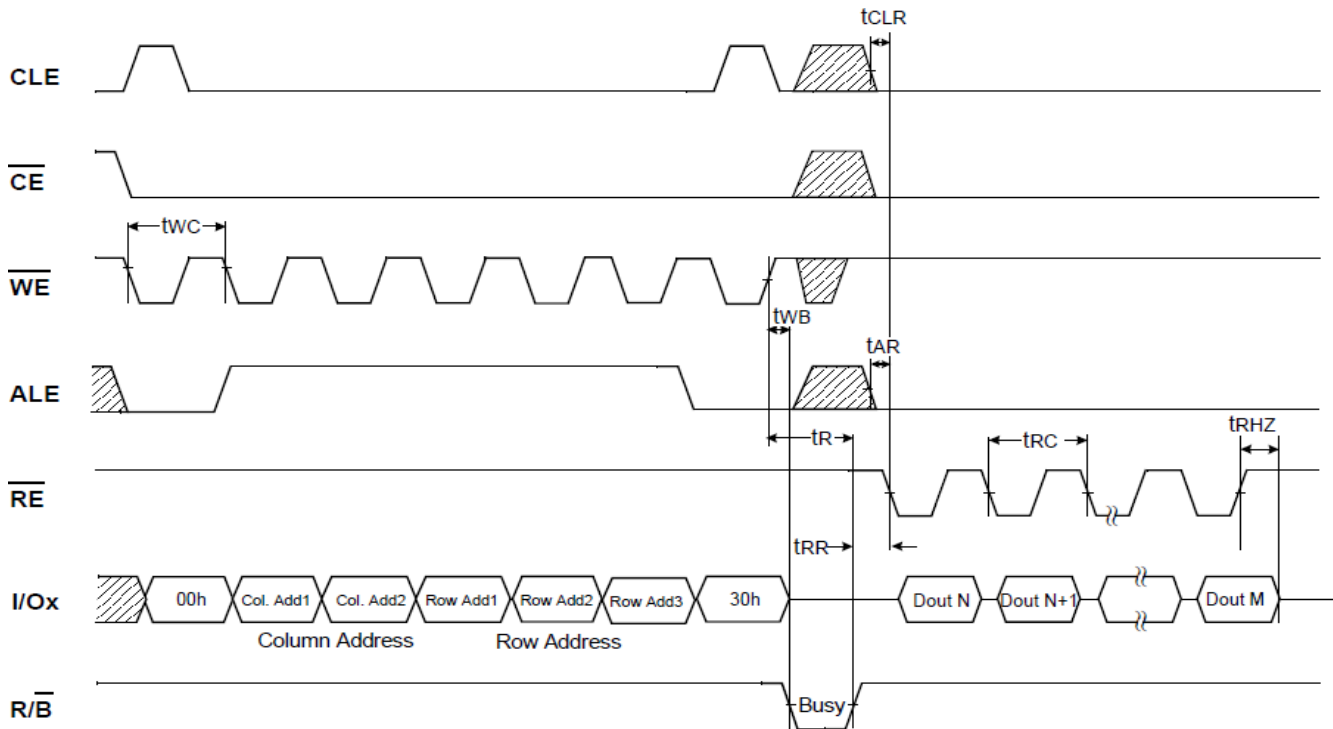 tCLR
CLE
CE
tWC
WE
tWB
tAR
ALE
tR
tRC
tRHZ
RE
tRR
I/Ox
00h Col. Add1 Col. Add2 Row Add1 Row Add2 Row Add3 30h Dout N Dout N+1 Dout M
Column Address Row Address
R/B Busy